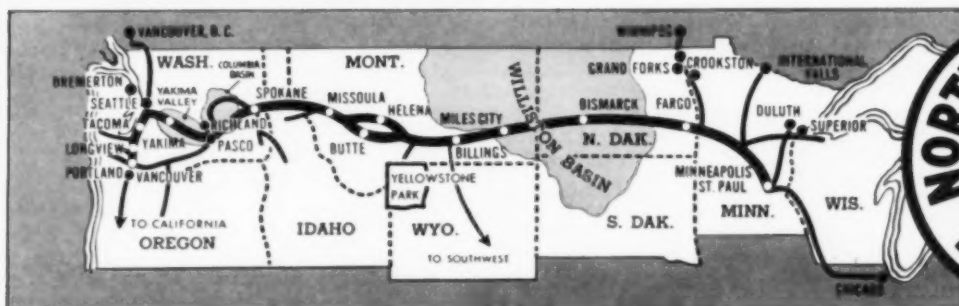 VANCOUVER, B. C.
WASH.
COLUMBIA
BASIN
MONT.
WINNIPEG
CROOKSTON
INTERNATIONAL
FALLS
BREMERTON
SEATTLE
YAKIMA
VALLEY
SPOKANE
MISSOULA
HELENA
MILES CITY
WILLISTON BASIN
GRAND FORKS
BISMARCK
FARGO
DULUTH
SUPERIOR
TACOMA
RICHLAND
LONGVIEW
YAKIMA
PASCO
BUTTE
BILLINGS
N. DAK.
PORTLAND
VANCOUVER
YELLOWSTONE
PARK
MINNEAPOLIS
ST. PAUL
TO CALIFORNIA
OREGON
IDAHO
WYO.
S. DAK.
MINN.
WIS.
TO SOUTHWEST
CHICAGO
NORT